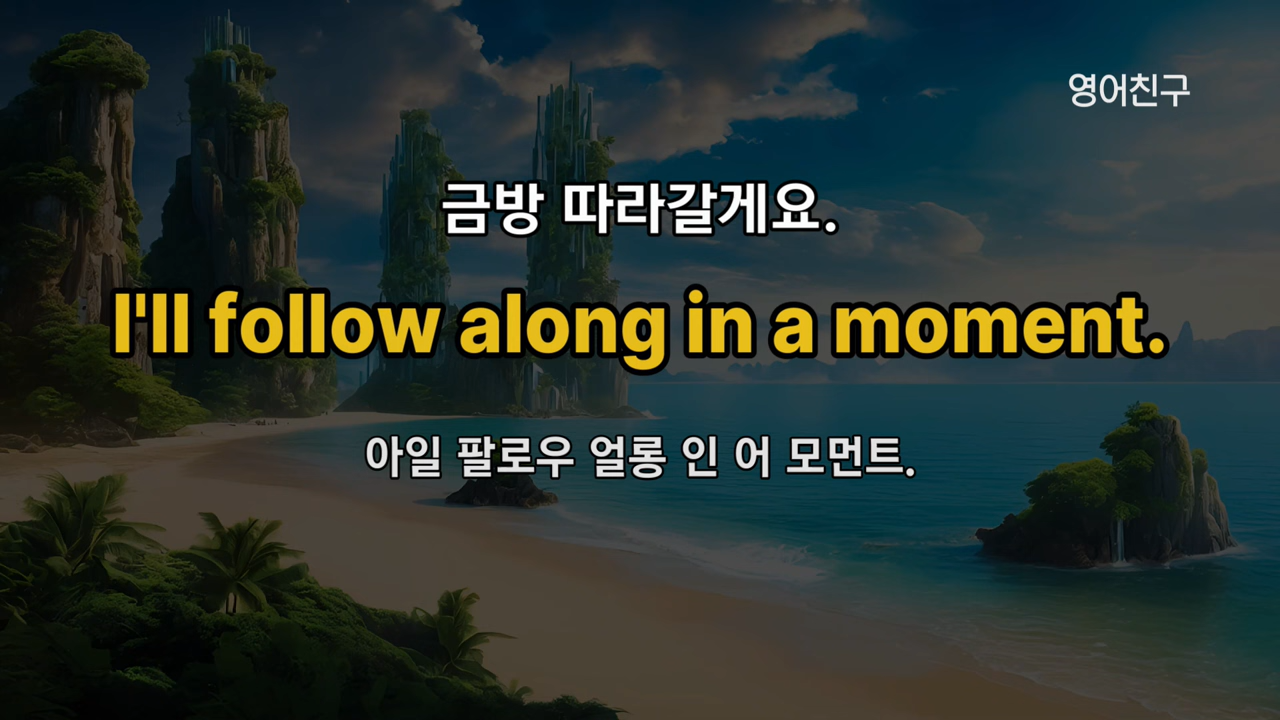 영어친구
금방 따라갈게요.
I'll follow along in a moment.
아일 팔로우 얼롱 인 어 모먼트.